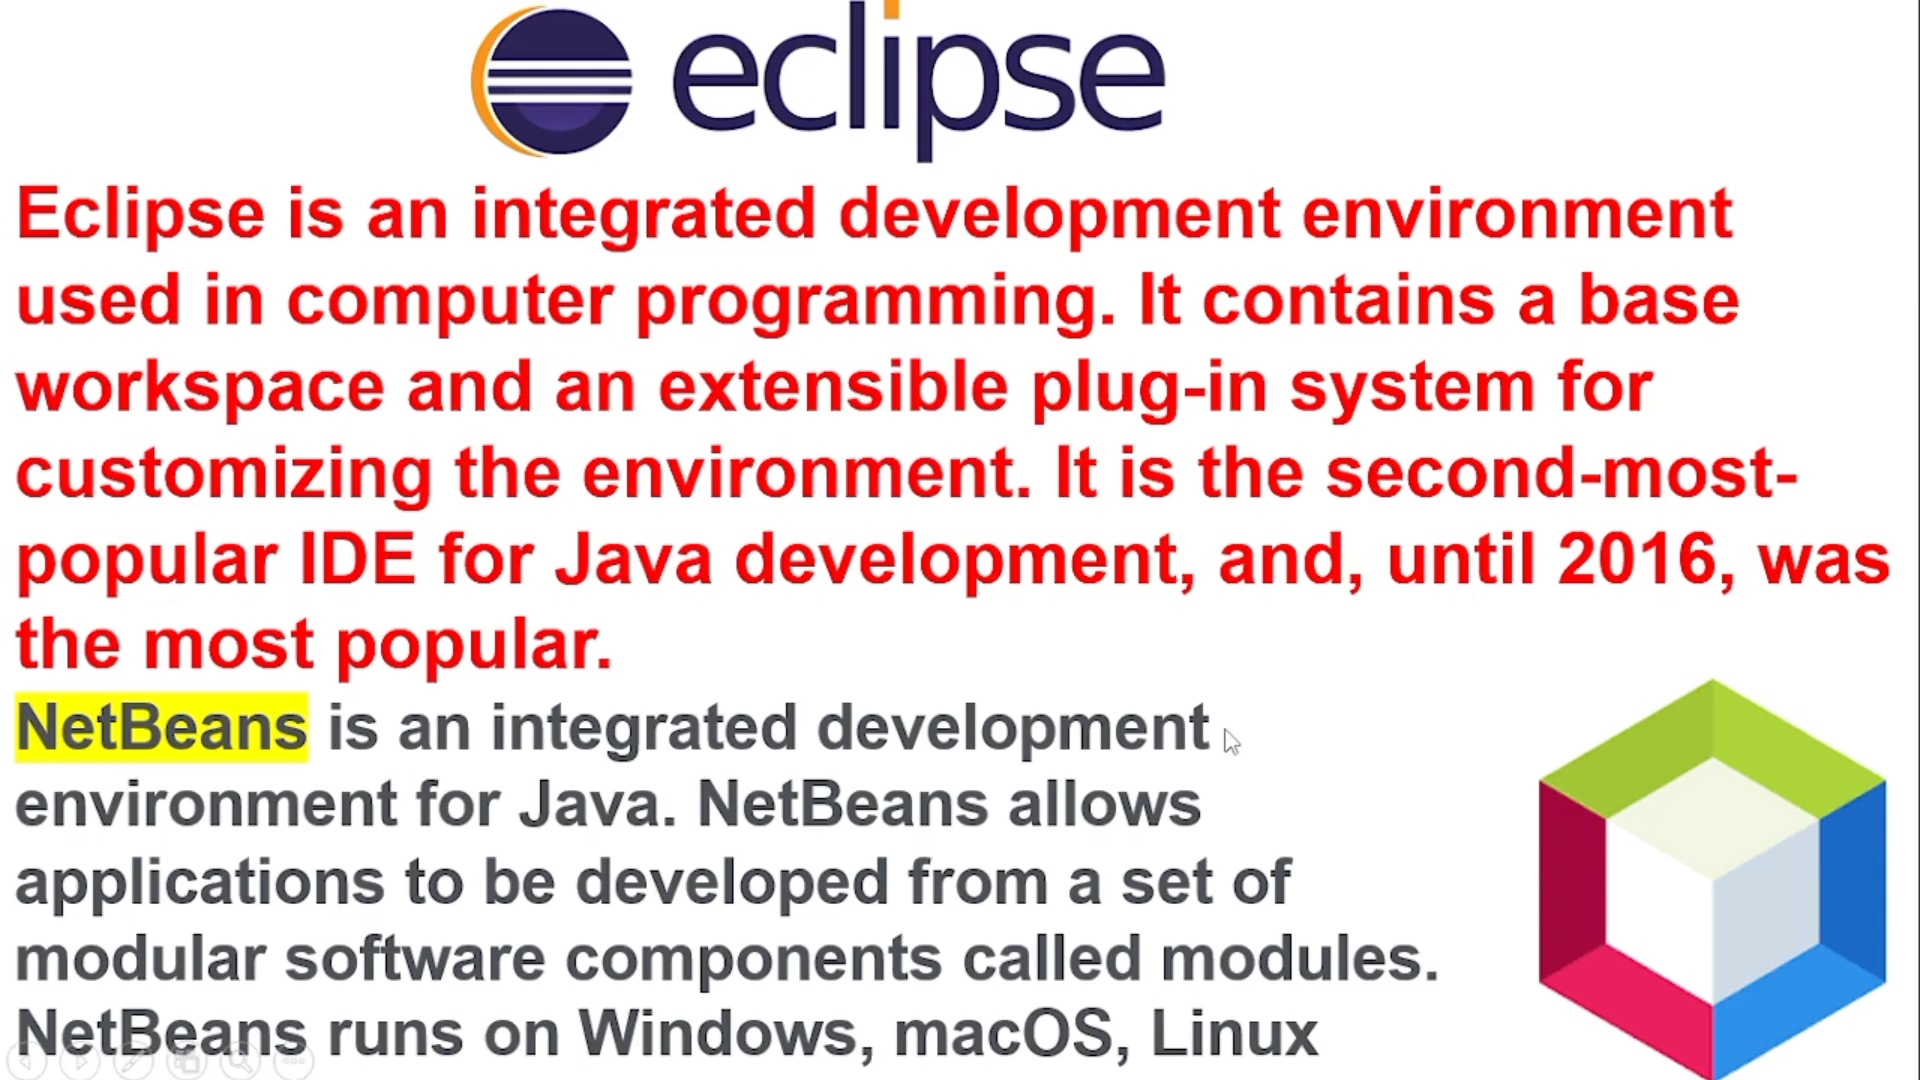 eclipse
Eclipse is an integrated development environment
used in computer programming. It contains a base
workspace and an extensible plug-in system for
customizing the environment. It is the second-most-
popular IDE for Java development, and, until 2016, was
the most popular.
NetBeans is an integrated development
environment for Java. NetBeans allows
applications to be developed from a set of
modular software components called modules.
NetBeans runs on Windows, macOS, Linux